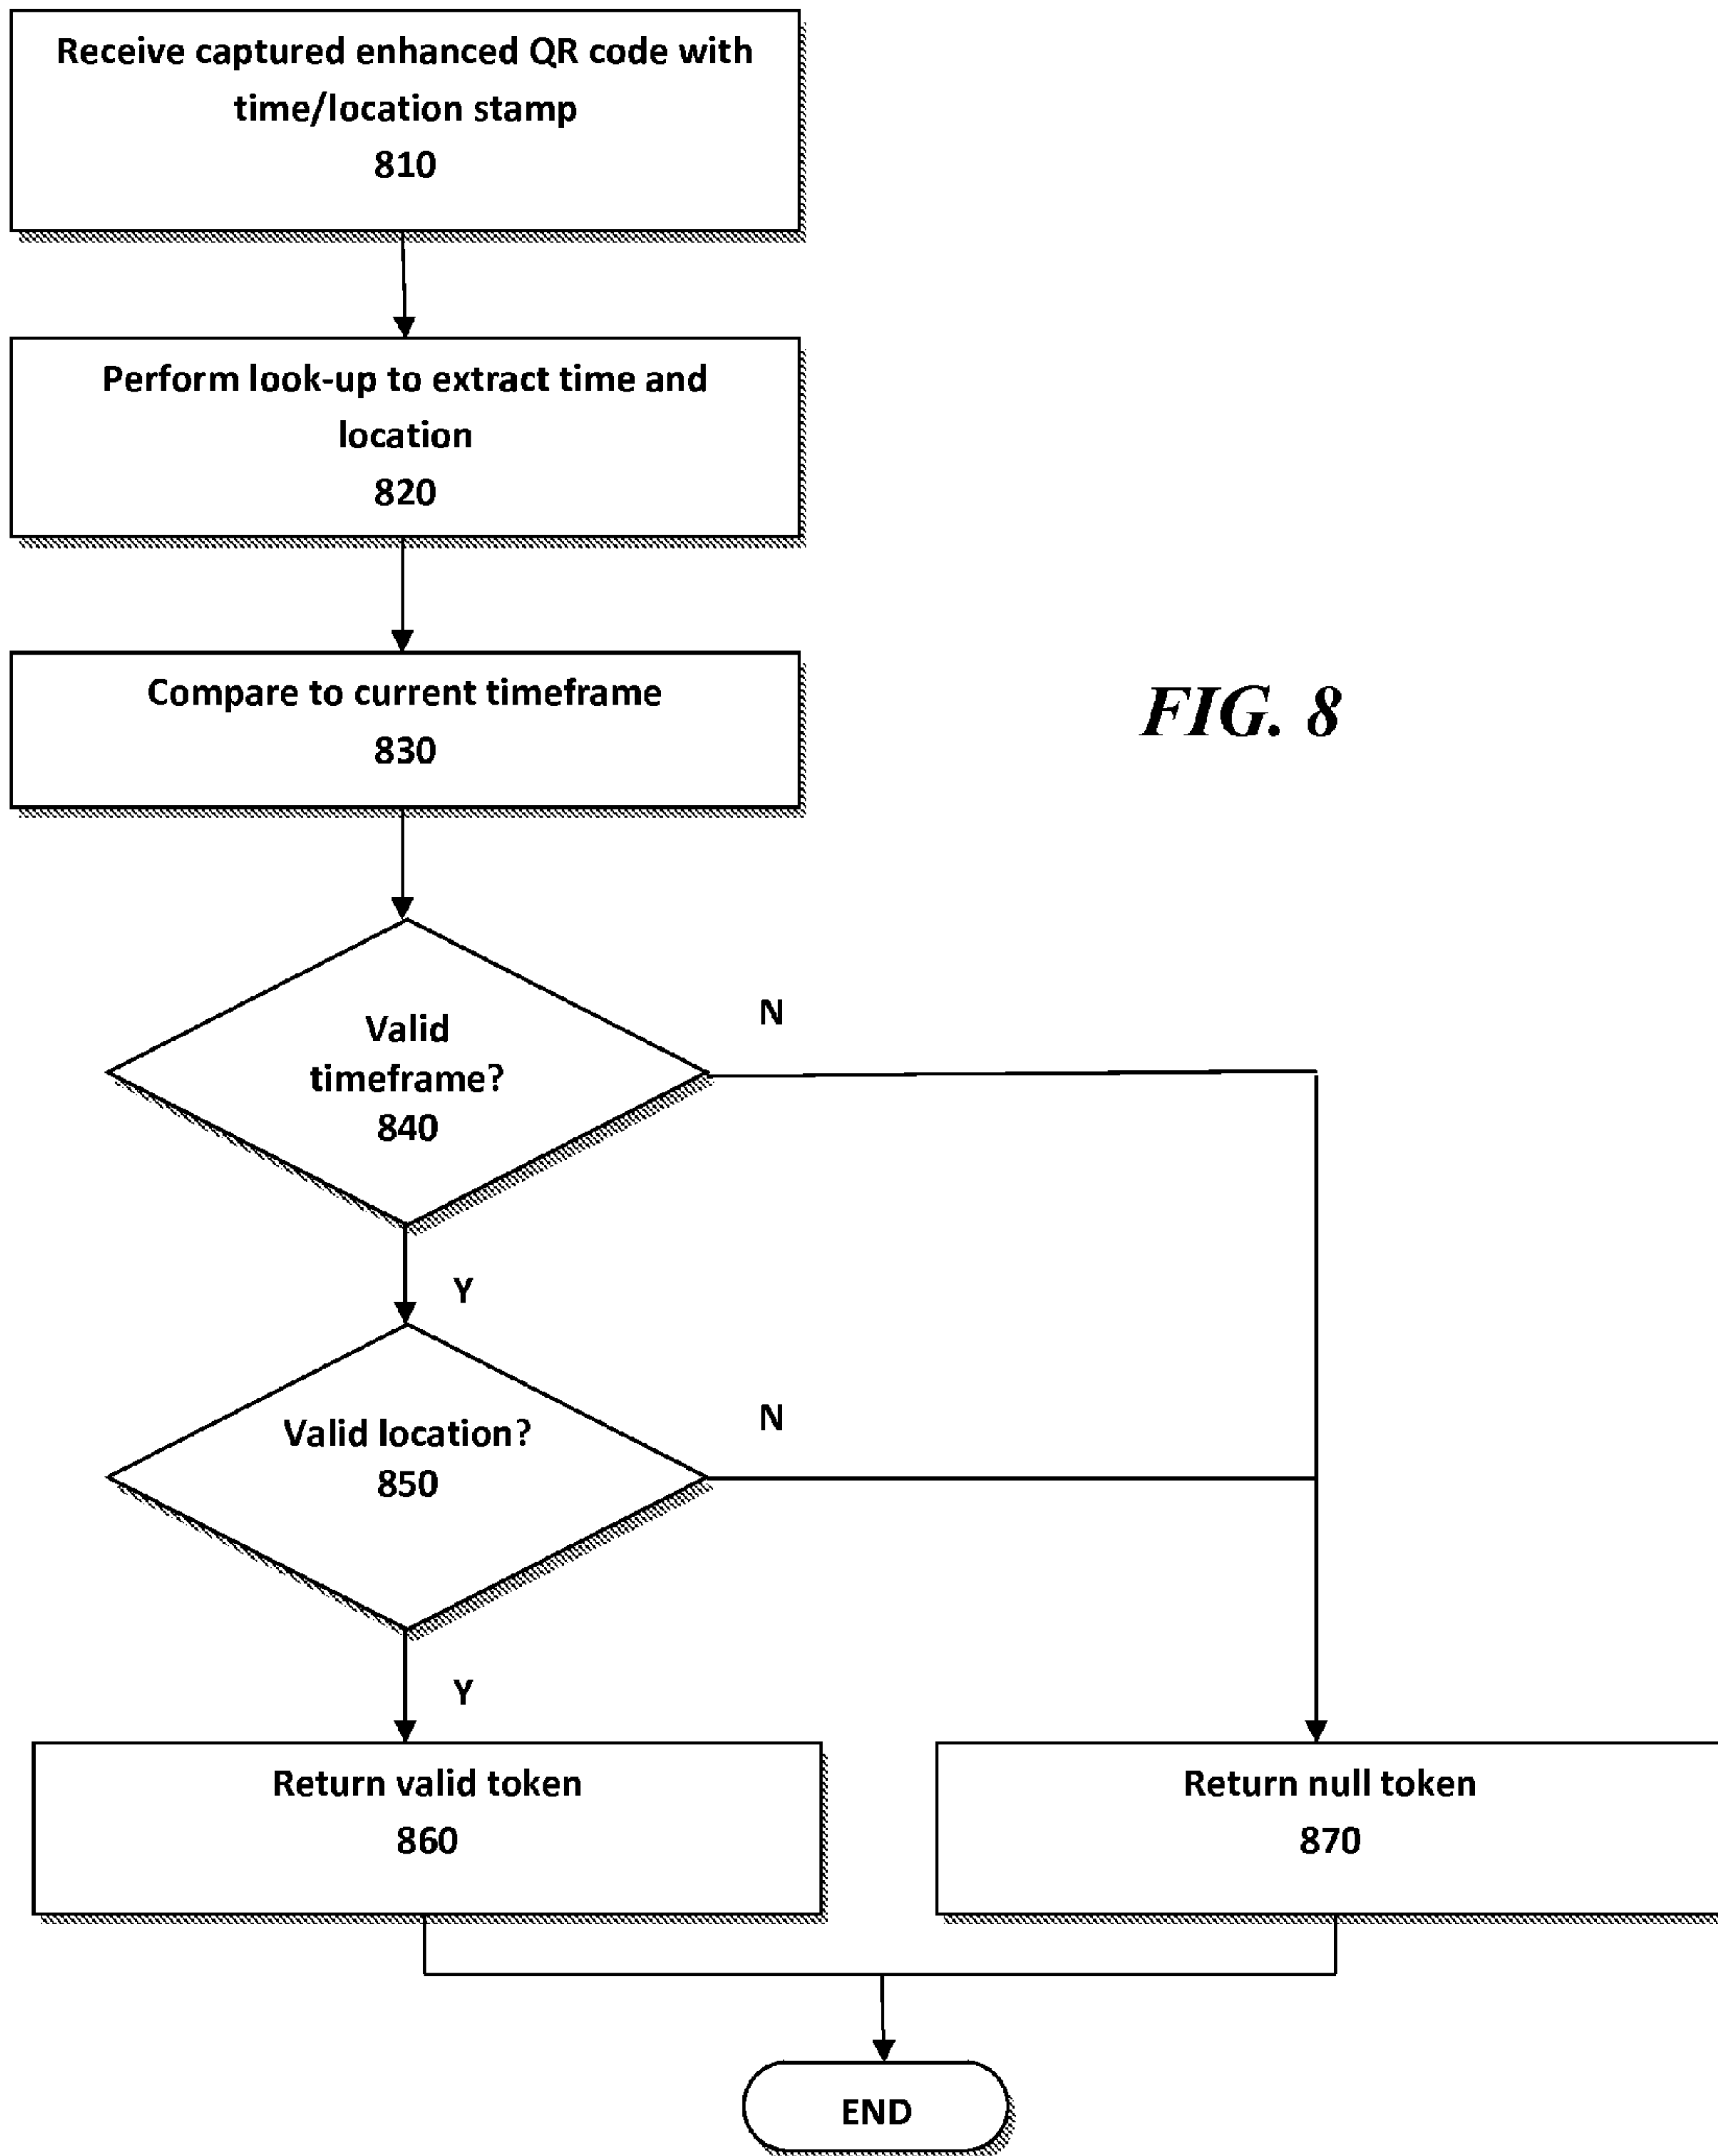 Receive captured enhanced QR code with
time/location stamp
810
Perform look-up to extract time and
location
820
Compare to current timeframe
830
FIG. 8
Valid
timeframe?
840
N
Y
Valid location?
850
N
Y
Return valid token
860
Return null token
870
END